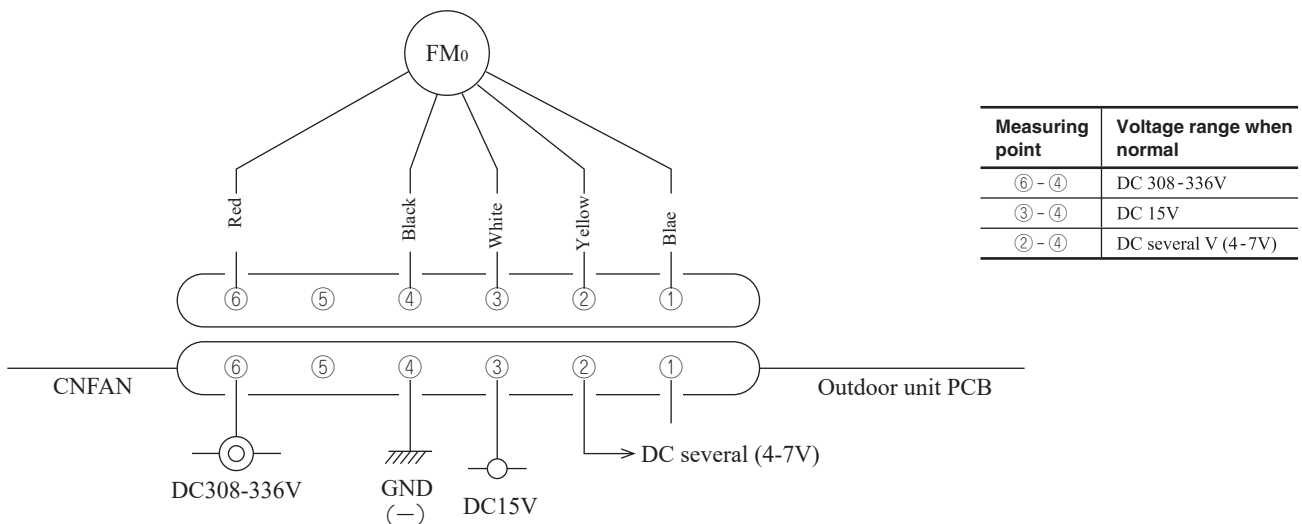 FM0
Measuring point
Voltage range when normal
⑥ - ④
DC 308-336V
③ - ④
DC 15V
② - ④
DC several V (4-7V)
Red
Black
White
Yellow
Blae
⑥ ⑤ ④ ③ ② ①
⑥ ⑤ ④ ③ ② ①
CNFAN
Outdoor unit PCB
DC308-336V
GND
(—)
DC15V
DC several (4-7V)